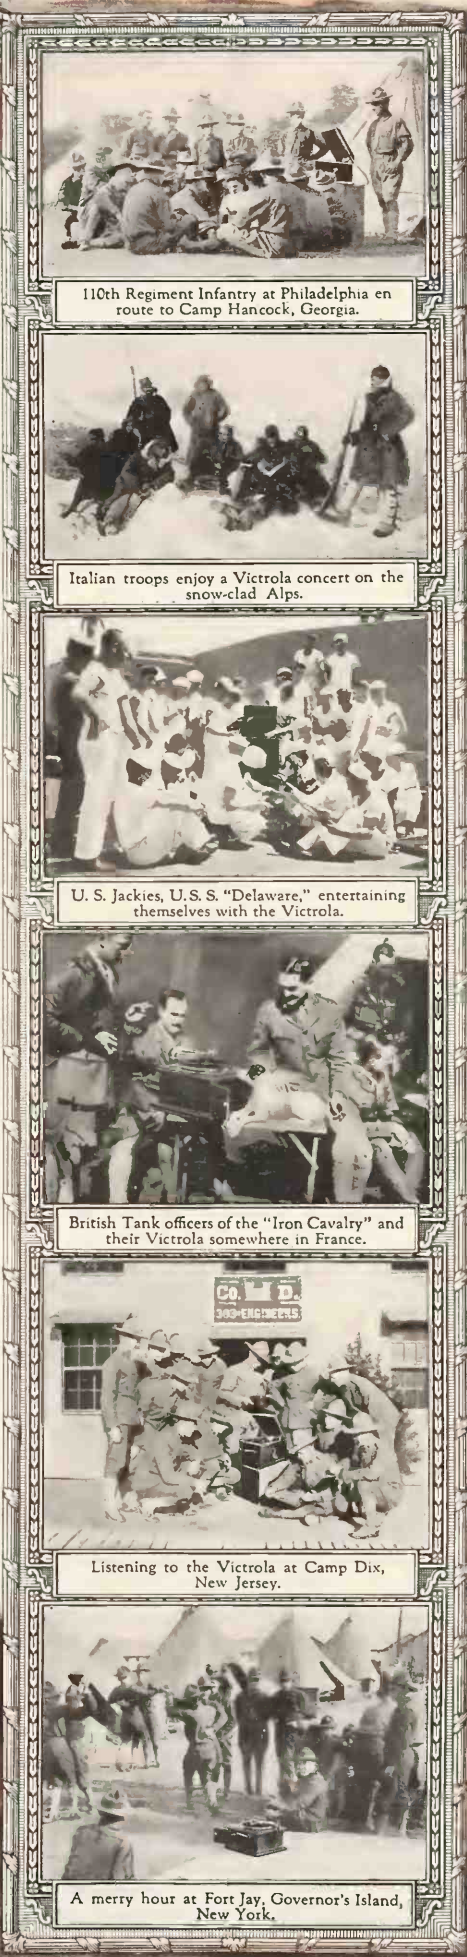 110th Regiment Infantry at Philadelphia en
route to Camp Hancock, Georgia.
Italian troops enjoy a Victrola concert on the
snow-clad Alps.
U. S. Jackies, U. S. S. "Delaware," entertaining
themselves with the Victrola.
British Tank officers of the "Iron Cavalry" and
their Victrola somewhere in France.
Co. D.
303rd ENGINEERS
Listening to the Victrola at Camp Dix,
New Jersey.
A merry hour at Fort Jay, Governor's Island,
New York.